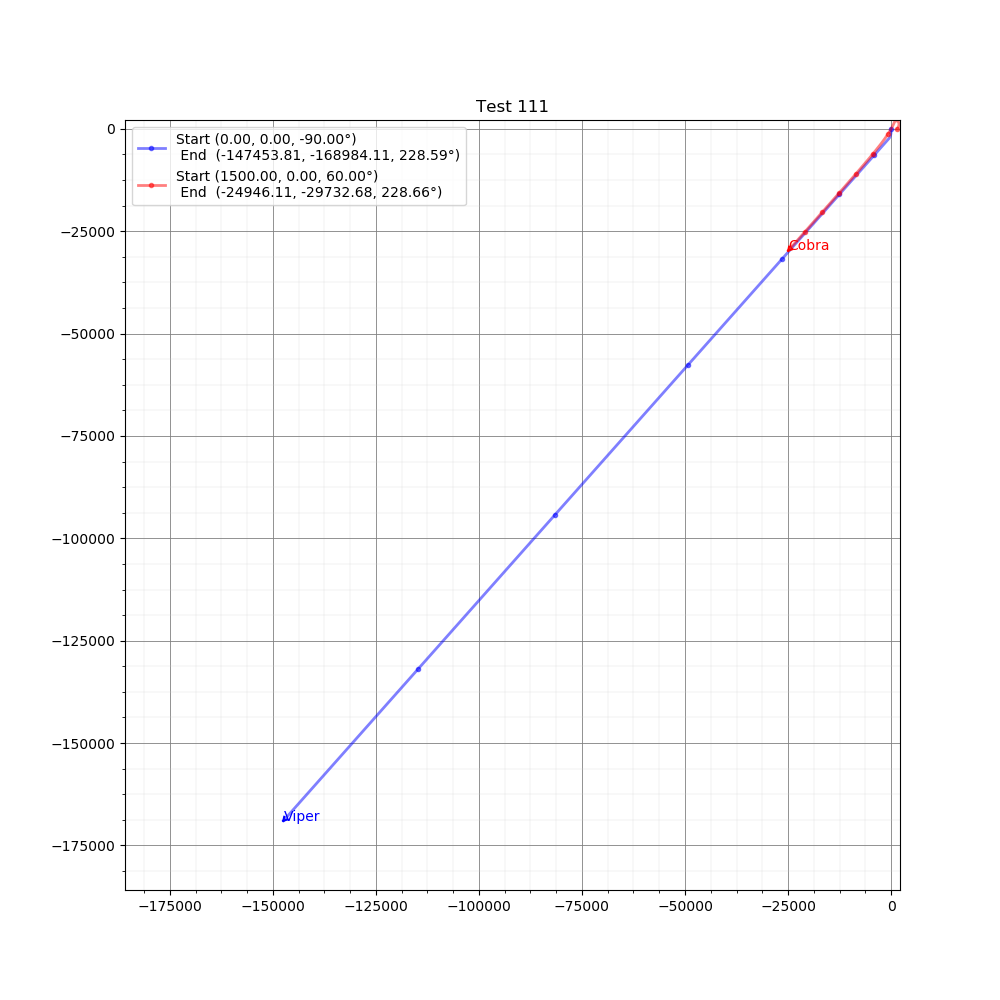 Test 111
Start (0.00, 0.00, -90.00°)
End (-147453.81, -168984.11, 228.59°)
Start (1500.00, 0.00, 60.00°)
End (-24946.11, -29732.68, 228.66°)
0
−25000
−50000
−75000
−100000
−125000
−150000
−175000
Cobra
Viper
−175000 −150000 −125000 −100000 −75000 −50000 −25000 0